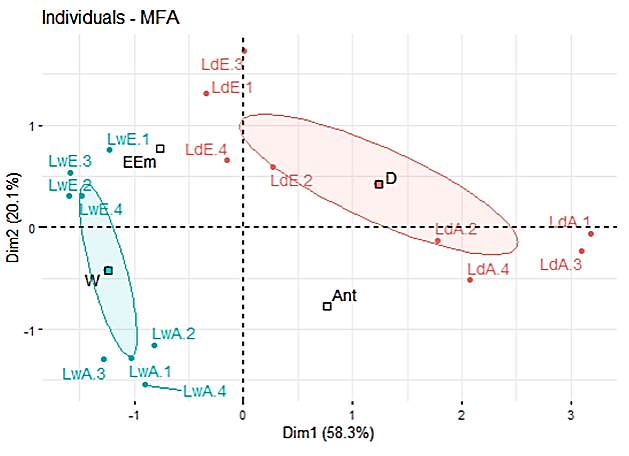 Individuals - MFA
LdE.3
LdE.1
LwE.1
EEm
LdE.4
LwE.3
LwE.2
LwE.4
LdE.2
D
LdA.2
LdA.1
LdA.3
LdA.4
W
Ant
LwA.2
LwA.3
LwA.1
LwA.4
1
0
-1
Dim2 (20.1%)
-1
0
1
2
3
Dim1 (58.3%)